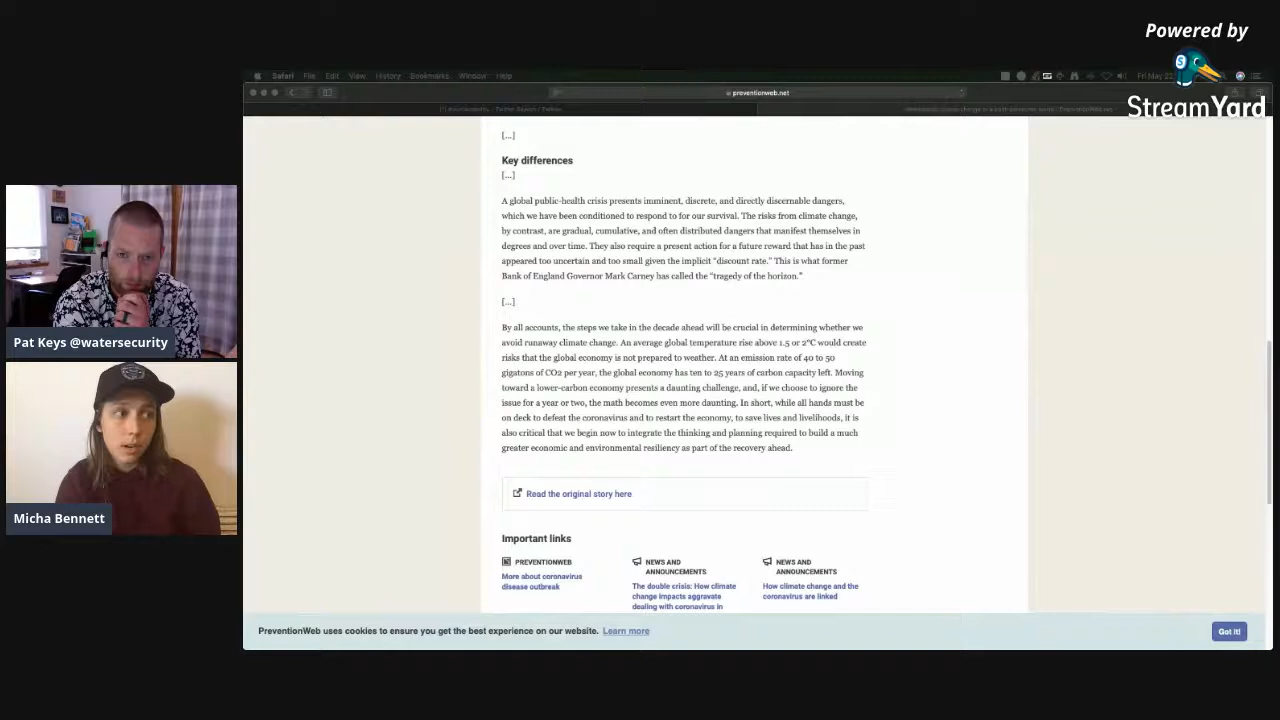 Powered by
StreamYard
Safari File Edit View History Bookmarks Window Help
preventionweb.net
[...]
Key differences
[...]
A global public-health crisis presents imminent, discrete, and directly discernable dangers,
which we have been conditioned to respond to for our survival. The risks from climate change,
by contrast, are gradual, cumulative, and often distributed dangers that manifest themselves in
degrees and over time. They also require a present action for a future reward that has in the past
appeared too uncertain and too small given the implicit “discount rate.” This is what former
Bank of England Governor Mark Carney has called the “tragedy of the horizon.”
[...]
By all accounts, the steps we take in the decade ahead will be crucial in determining whether we
avoid runaway climate change. An average global temperature rise above 1.5 or 2°C would create
risks that the global economy is not prepared to weather. At an emission rate of 40 to 50
gigatons of CO2 per year, the global economy has ten to 25 years of carbon capacity left. Moving
toward a lower-carbon economy presents a daunting challenge, and, if we choose to ignore the
issue for a year or two, the math becomes even more daunting. In short, while all hands must be
on deck to defeat the coronavirus and to restart the economy, to save lives and livelihoods, it is
also critical that we begin now to integrate the thinking and planning required to build a much
greater economic and environmental resiliency as part of the recovery ahead.
Read the original story here
Important links
PREVENTIONWEB
More about coronavirus
disease outbreak
NEWS AND
ANNOUNCEMENTS
The double crisis: How climate
change impacts aggravate
dealing with coronavirus in
NEWS AND
ANNOUNCEMENTS
How climate change and the
coronavirus are linked
PreventionWeb uses cookies to ensure you get the best experience on our website. Learn more
Got it!
Pat Keys @watersecurity
Micha Bennett